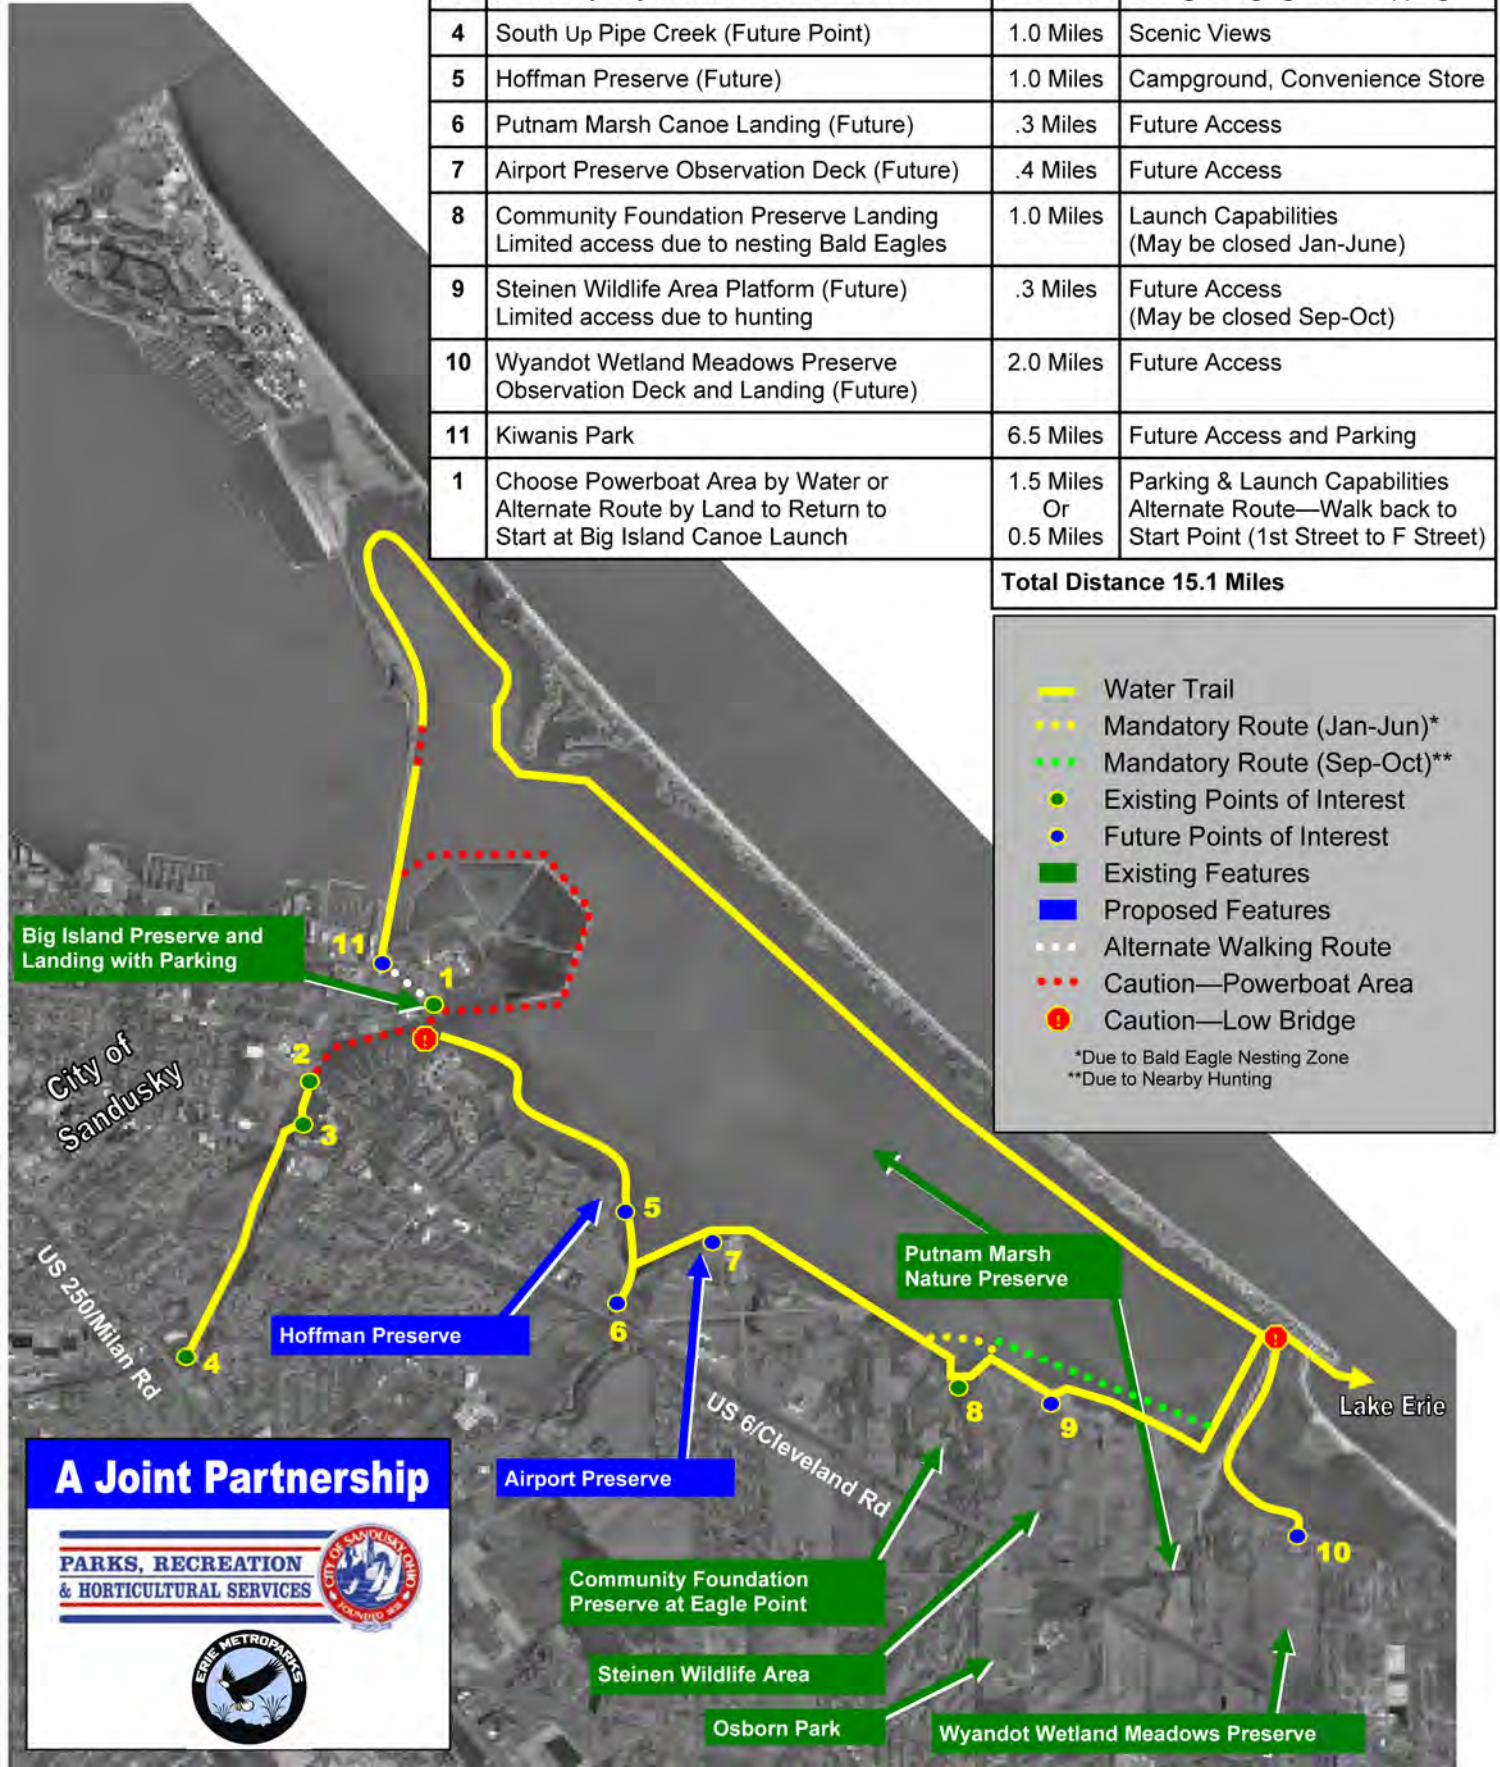 4 South Up Pipe Creek (Future Point) 1.0 Miles Scenic Views
5 Hoffman Preserve (Future) 1.0 Miles Campground, Convenience Store
6 Putnam Marsh Canoe Landing (Future) .3 Miles Future Access
7 Airport Preserve Observation Deck (Future) .4 Miles Future Access
8 Community Foundation Preserve Landing 1.0 Miles Launch Capabilities
Limited access due to nesting Bald Eagles (May be closed Jan-June)
9 Steinen Wildlife Area Platform (Future) .3 Miles Future Access
Limited access due to hunting (May be closed Sep-Oct)
10 Wyandot Wetland Meadows Preserve 2.0 Miles Future Access
Observation Deck and Landing (Future)
11 Kiwanis Park 6.5 Miles Future Access and Parking
1 Choose Powerboat Area by Water or 1.5 Miles Parking & Launch Capabilities
Alternate Route by Land to Return to Or Alternate Route—Walk back to
Start at Big Island Canoe Launch 0.5 Miles Start Point (1st Street to F Street)
Total Distance 15.1 Miles
Water Trail
Mandatory Route (Jan-Jun)*
Mandatory Route (Sep-Oct)**
Existing Points of Interest
Future Points of Interest
Existing Features
Proposed Features
Alternate Walking Route
Caution—Powerboat Area
! Caution—Low Bridge
*Due to Bald Eagle Nesting Zone
**Due to Nearby Hunting
Big Island Preserve and
Landing with Parking
11
1
!
2
3
City of
Sandusky
5
7
6
4
US 250/Milan Rd
Hoffman Preserve
Putnam Marsh
Nature Preserve
!
Lake Erie
8
9
10
US 6/Cleveland Rd
Airport Preserve
Community Foundation
Preserve at Eagle Point
Steinen Wildlife Area
Osborn Park
Wyandot Wetland Meadows Preserve
A Joint Partnership
PARKS, RECREATION
& HORTICULTURAL SERVICES
CITY OF SANDUSKY OHIO
FOUNDED 1818
ERIE METROPARKS